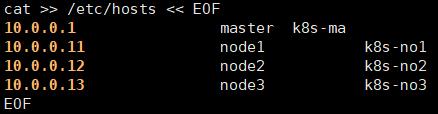 cat >> /etc/hosts << EOF
10.0.0.1 master k8s-ma
10.0.0.11 node1 k8s-no1
10.0.0.12 node2 k8s-no2
10.0.0.13 node3 k8s-no3
EOF